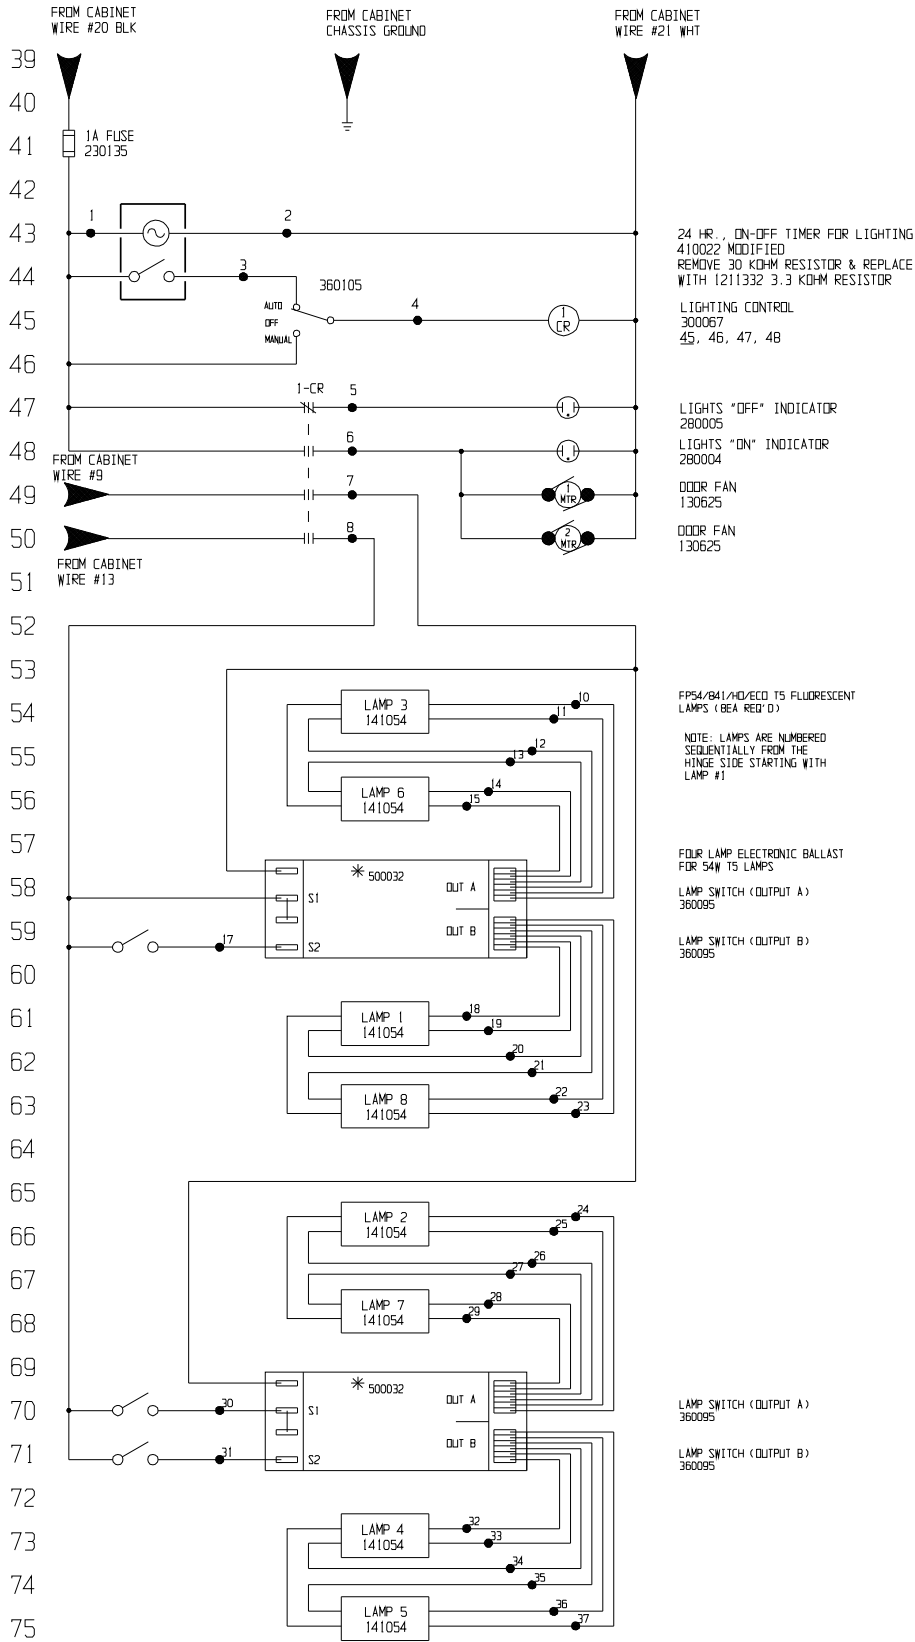 FROM CABINET
WIRE #20 BLK
FROM CABINET
CHASSIS GROUND
FROM CABINET
WIRE #21 WHT
39
40
41
1A FUSE
230135
42
1
2
43
24 HR., ON-OFF TIMER FOR LIGHTING
410022 MODIFIED
REMOVE 30 KOHM RESISTOR & REPLACE
WITH 1211332 3.3 KOHM RESISTOR
44
3
360105
AUTO
OFF
MANUAL
4
45
1
CR
LIGHTING CONTROL
300067
45, 46, 47, 48
46
1-CR
5
47
LIGHTS "OFF" INDICATOR
280005
6
48
LIGHTS "ON" INDICATOR
280004
FROM CABINET
WIRE #9
49
7
1
MTR
DOOR FAN
130625
50
8
2
MTR
DOOR FAN
130625
FROM CABINET
WIRE #13
51
52
53
54
LAMP 3
141054
10
11
FP54/841/HO/ECO T5 FLUORESCENT
LAMPS (8EA REQ'D)
55
12
13
NOTE: LAMPS ARE NUMBERED
SEQUENTIALLY FROM THE
HINGE SIDE STARTING WITH
LAMP #1
56
LAMP 6
141054
14
15
57
FOUR LAMP ELECTRONIC BALLAST
FOR 54W T5 LAMPS
58
* 500032
S1
OUT A
LAMP SWITCH (OUTPUT A)
360095
59
17
S2
OUT B
LAMP SWITCH (OUTPUT B)
360095
60
61
LAMP 1
141054
18
19
62
20
21
63
LAMP 8
141054
22
23
64
65
66
LAMP 2
141054
24
25
67
26
27
68
LAMP 7
141054
28
29
69
* 500032
70
30
S1
OUT A
LAMP SWITCH (OUTPUT A)
360095
71
31
S2
OUT B
LAMP SWITCH (OUTPUT B)
360095
72
73
LAMP 4
141054
32
33
74
34
35
75
LAMP 5
141054
36
37